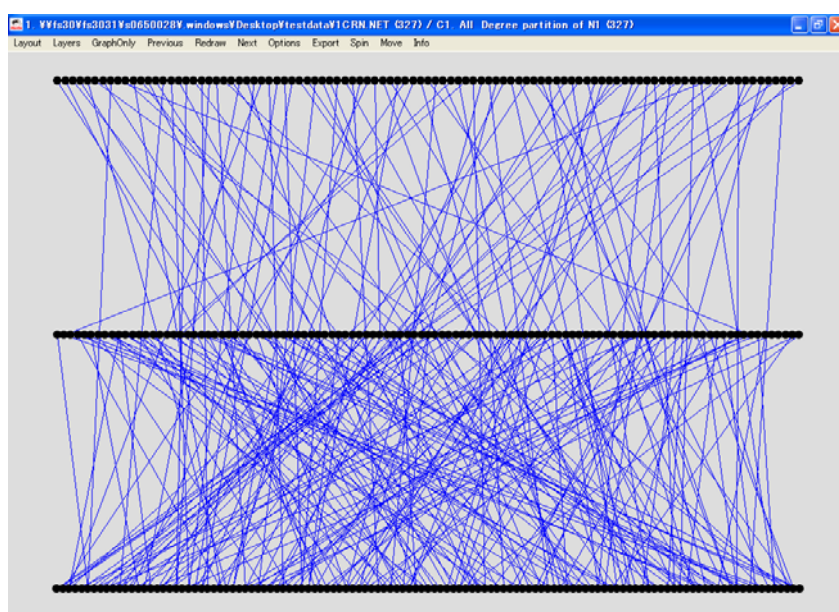 1. ¥¥fs30¥fs3031¥s0650028¥.windows¥Desktop¥testdata¥1CRN.NET (327) / C1. All Degree partition of N1 (327)
Layout Layers GraphOnly Previous Redraw Next Options Export Spin Move Info